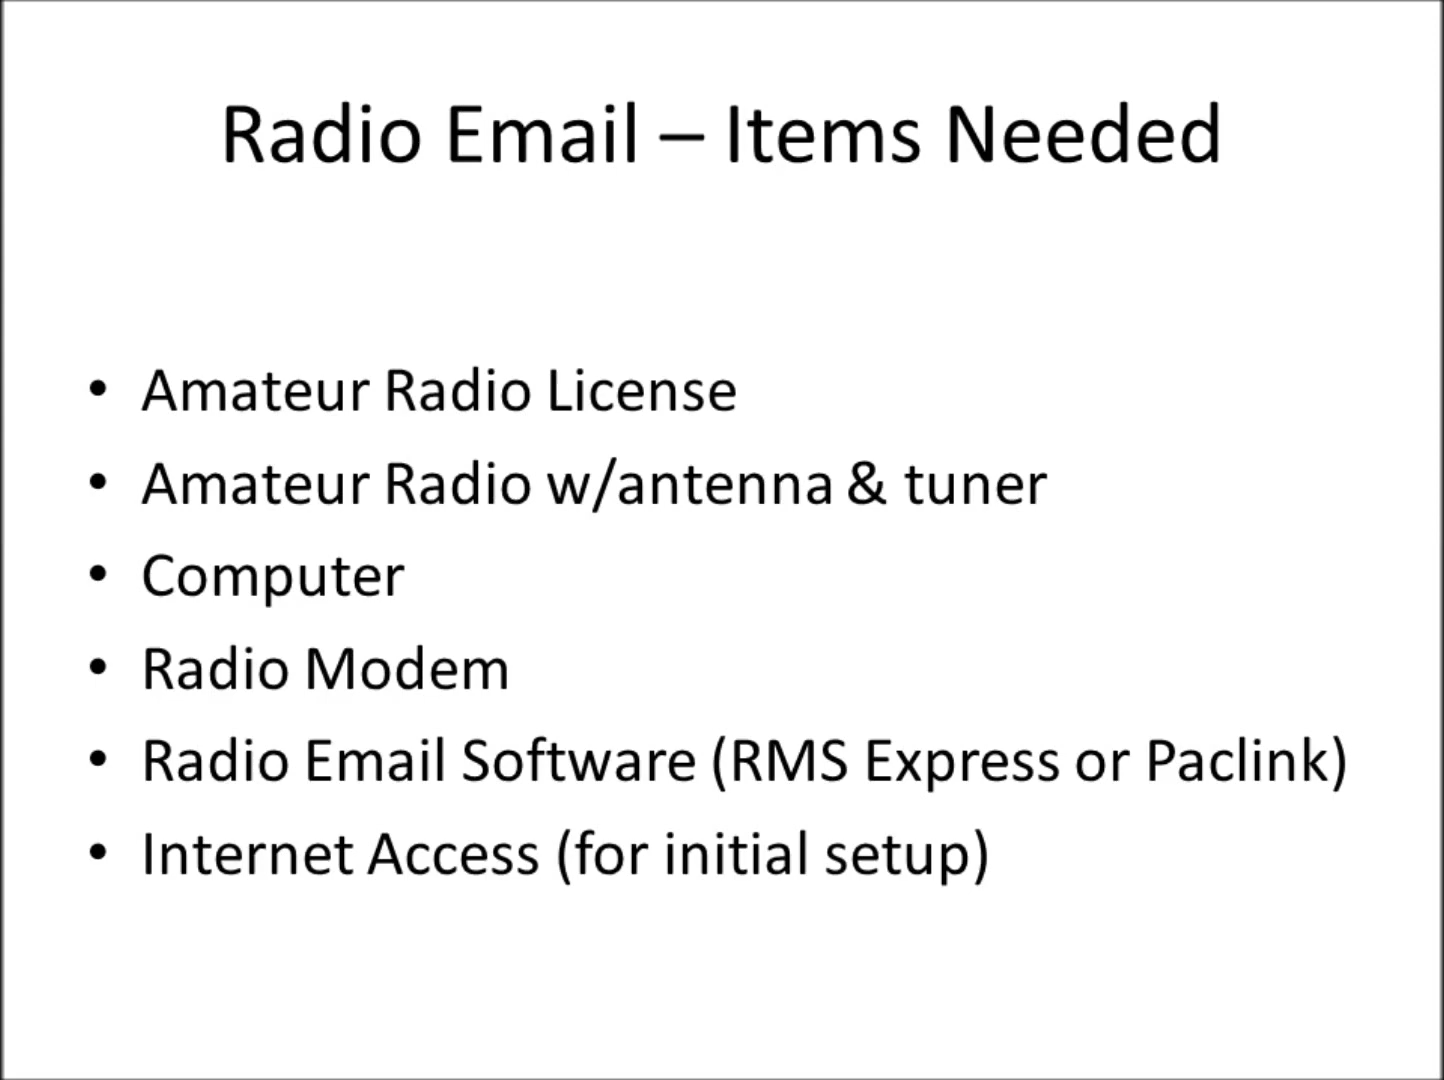 Radio Email – Items Needed
• Amateur Radio License
• Amateur Radio w/antenna & tuner
• Computer
• Radio Modem
• Radio Email Software (RMS Express or Paclink)
• Internet Access (for initial setup)